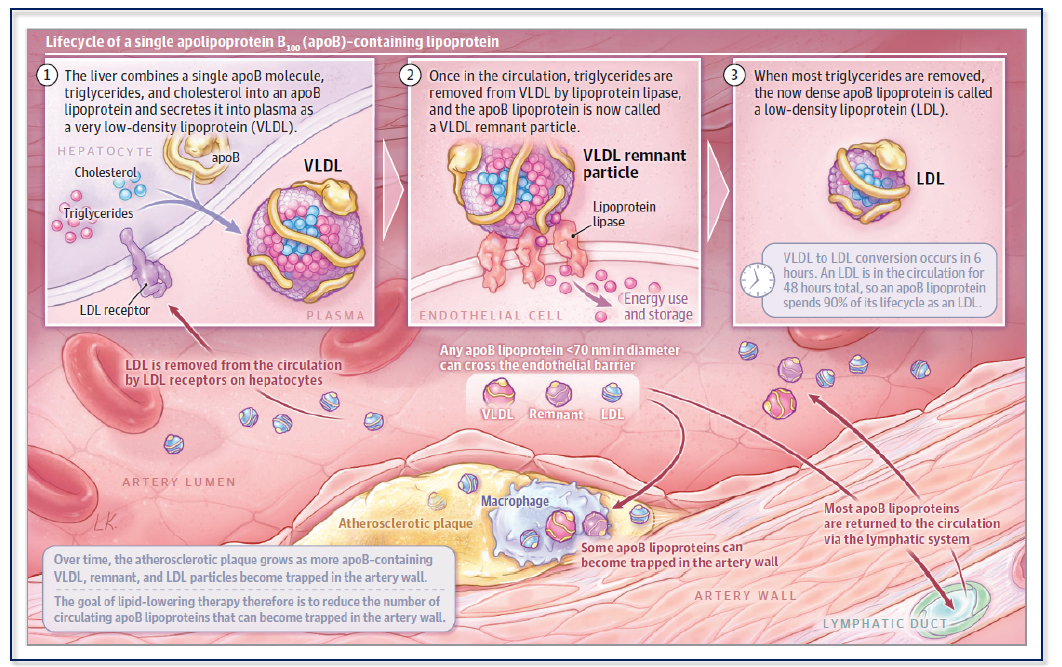 Lifecycle of a single apolipoprotein B100 (apoB)-containing lipoprotein
1
The liver combines a single apoB molecule,
triglycerides, and cholesterol into an apoB
lipoprotein and secretes it into plasma as
a very low-density lipoprotein (VLDL).
HEPATOCYTE
apoB
Cholesterol
VLDL
Triglycerides
LDL receptor
PLASMA
2
Once in the circulation, triglycerides are
removed from VLDL by lipoprotein lipase,
and the apoB lipoprotein is now called
a VLDL remnant particle.
VLDL remnant
particle
Lipoprotein
lipase
Energy use
and storage
ENDOTHELIAL CELL
3
When most triglycerides are removed,
the now dense apoB lipoprotein is called
a low-density lipoprotein (LDL).
LDL
VLDL to LDL conversion occurs in 6
hours. An LDL is in the circulation for
48 hours total, so an apoB lipoprotein
spends 90% of its lifecycle as an LDL.
LDL is removed from the circulation
by LDL receptors on hepatocytes
Any apoB lipoprotein <70 nm in diameter
can cross the endothelial barrier
VLDL Remnant LDL
ARTERY LUMEN
L.K.
Macrophage
Atherosclerotic plaque
Some apoB lipoproteins can
become trapped in the artery wall
Most apoB lipoproteins
are returned to the circulation
via the lymphatic system
Over time, the atherosclerotic plaque grows as more apoB-containing
VLDL, remnant, and LDL particles become trapped in the artery wall.
The goal of lipid-lowering therapy therefore is to reduce the number of
circulating apoB lipoproteins that can become trapped in the artery wall.
ARTERY WALL
LYMPHATIC DUCT